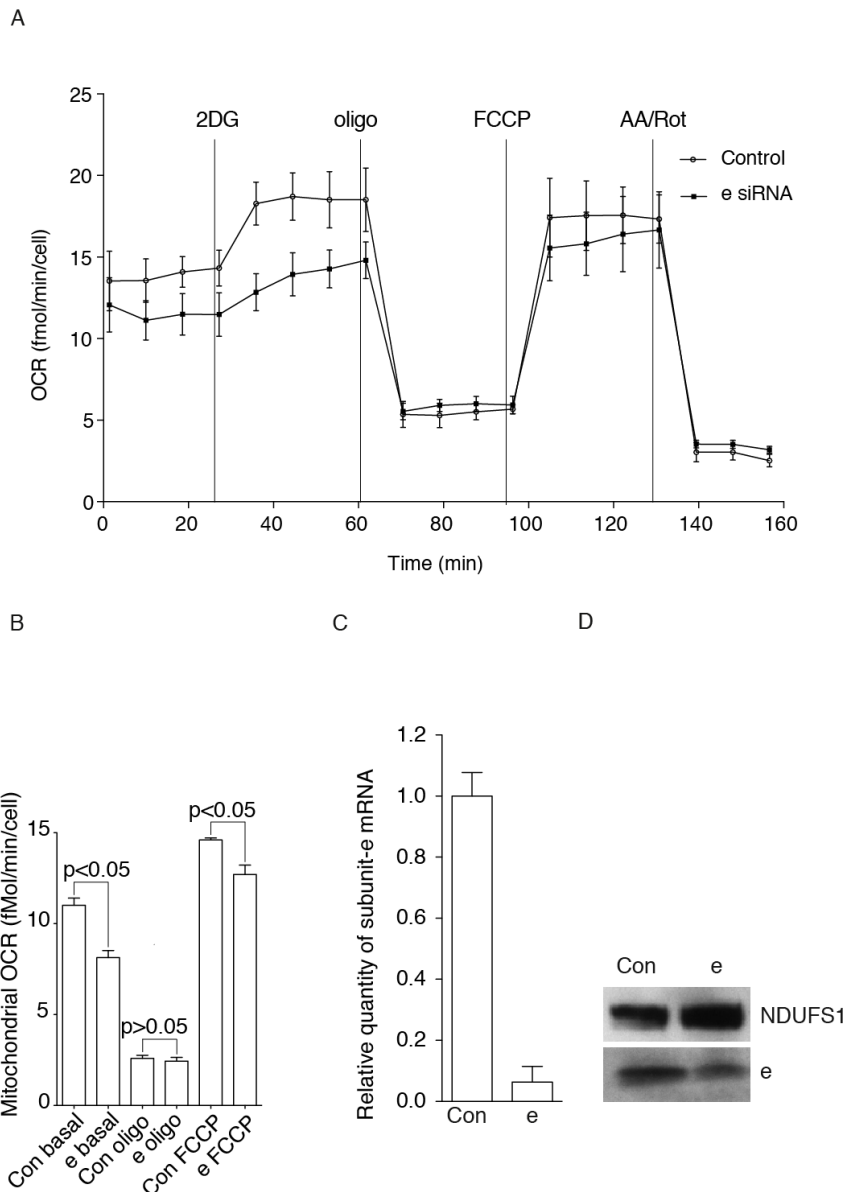 A
25
20
15
10
5
0
OCR (fmol/min/cell)
2DG
oligo
FCCP
AA/Rot
Control
e siRNA
0 20 40 60 80 100 120 140 160
Time (min)
B
C
D
Mitochondrial OCR (fMol/min/cell)
15
10
5
0
p<0.05
p>0.05
p<0.05
Con basal
e basal
Con oligo
e oligo
Con FCCP
e FCCP
Relative quantity of subunit-e mRNA
1.2
1.0
0.8
0.6
0.4
0.2
0.0
Con e
Con e
NDUFS1
e